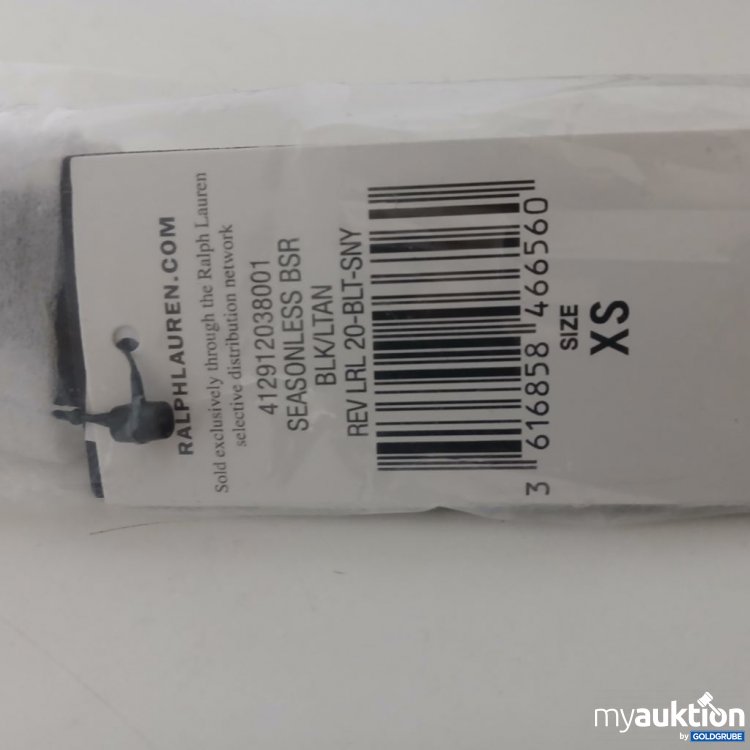 RALPHLAUREN.COM
Sold exclusively through the Ralph Lauren
selective distribution network
412912038001
SEASONLESS BSR
BLK/LTAN
REV LRL 20-BLT-SNY
3 616858 466560
SIZE
XS
myauktion
by GOLDGRUBE